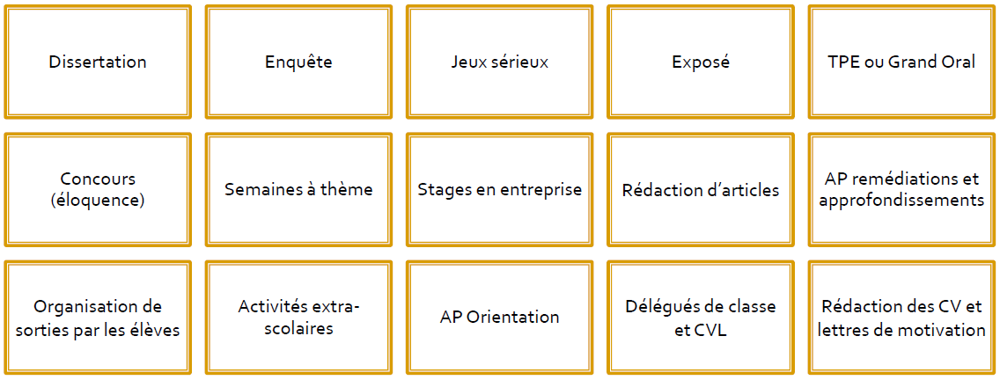 Dissertation
Enquête
Jeux sérieux
Exposé
TPE ou Grand Oral
Concours
(éloquence)
Semaines à thème
Stages en entreprise
Rédaction d’articles
AP remédiations et
approfondissements
Organisation de
sorties par les élèves
Activités extra-
scolaires
AP Orientation
Délégués de classe
et CVL
Rédaction des CV et
lettres de motivation